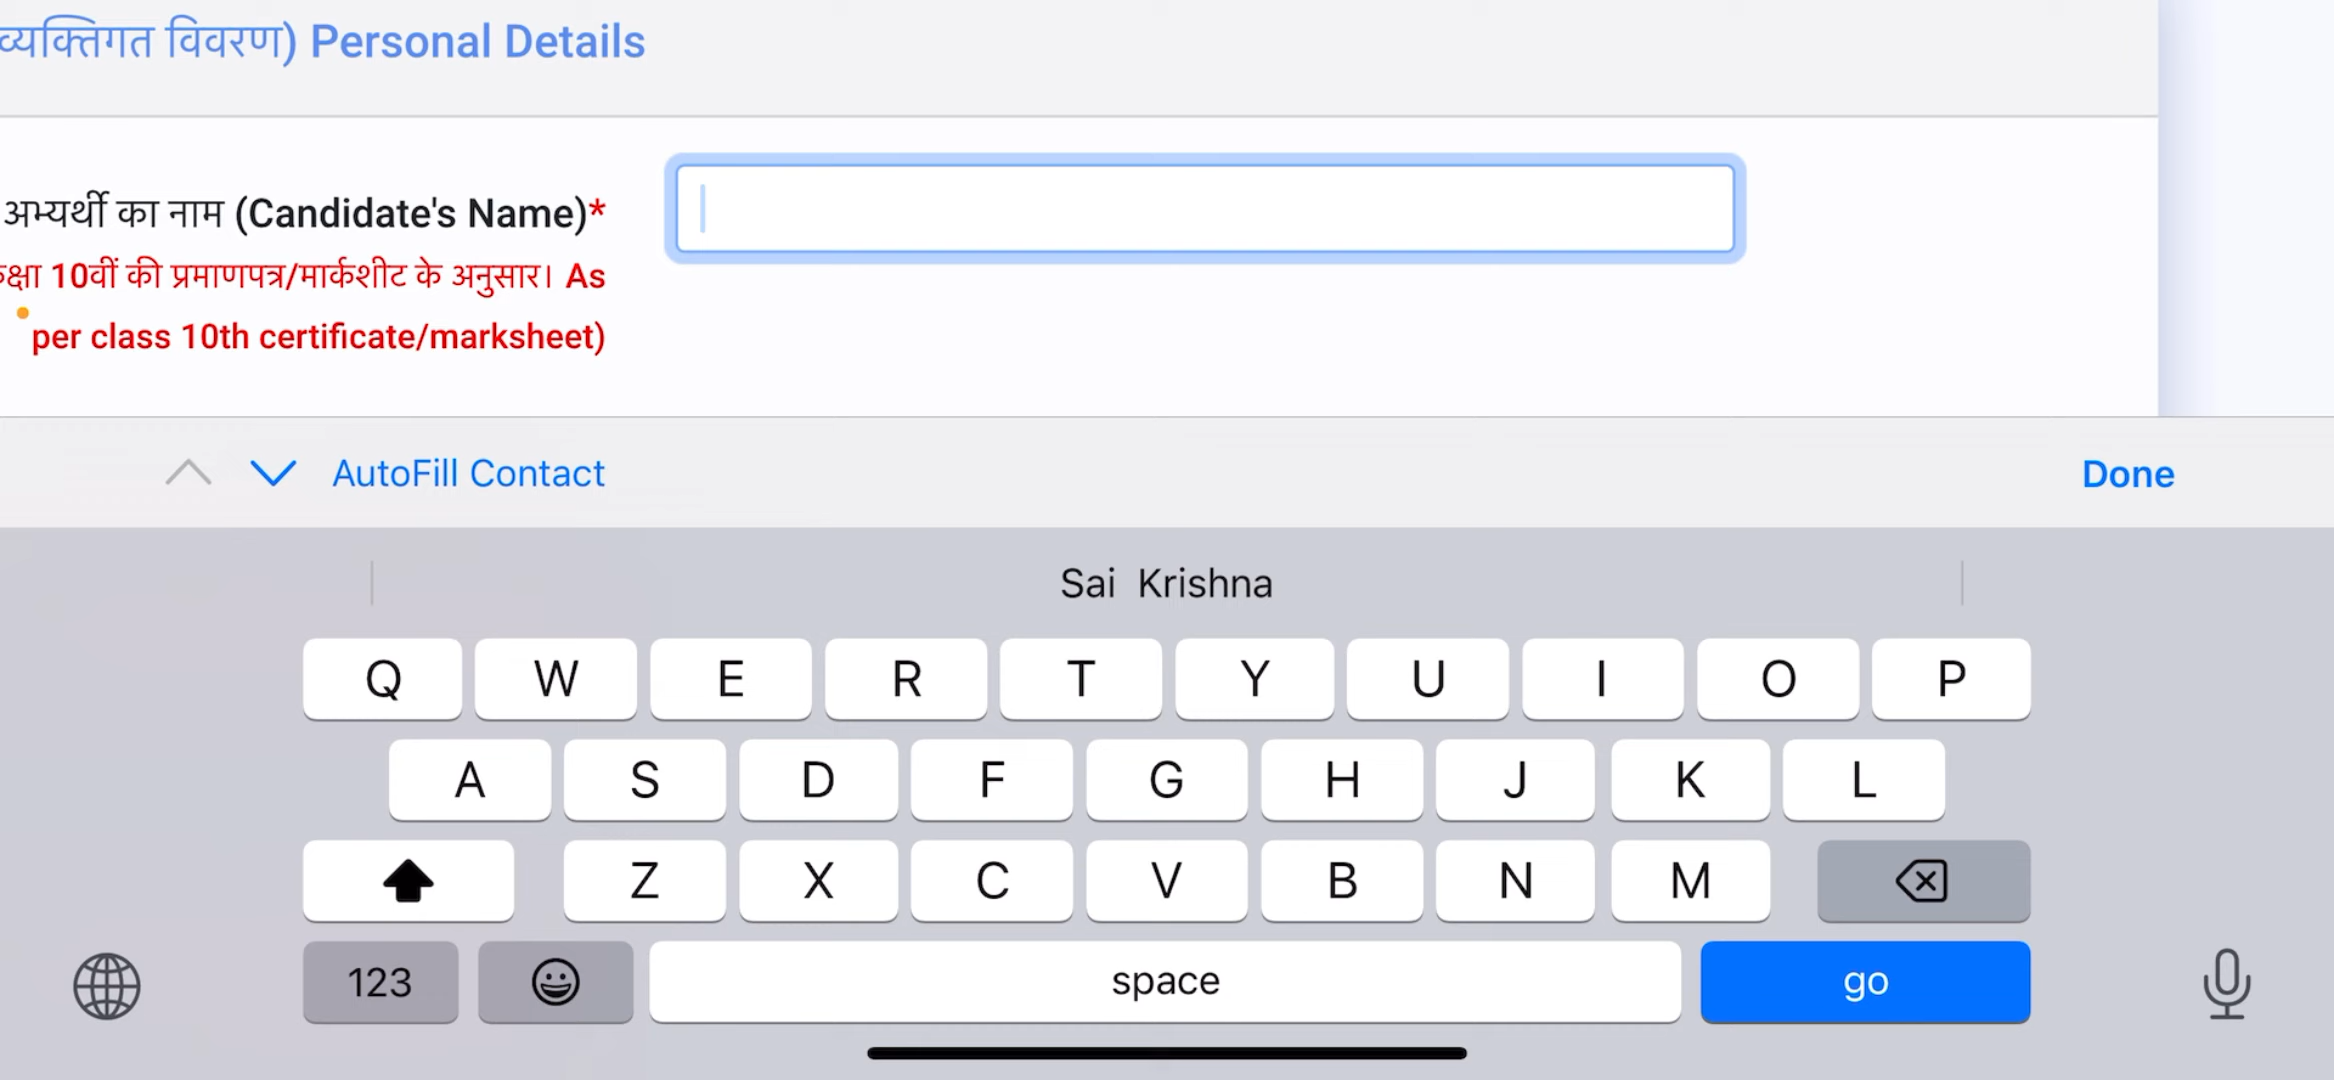 व्यक्तिगत विवरण) Personal Details
अभ्यर्थी का नाम (Candidate's Name)*
10वीं की प्रमाणपत्र/मार्कशीट के अनुसार। As
per class 10th certificate/marksheet)
AutoFill Contact Done
Sai Krishna
Q W E R T Y U I O P
A S D F G H J K L
Z X C V B N M
123 space go